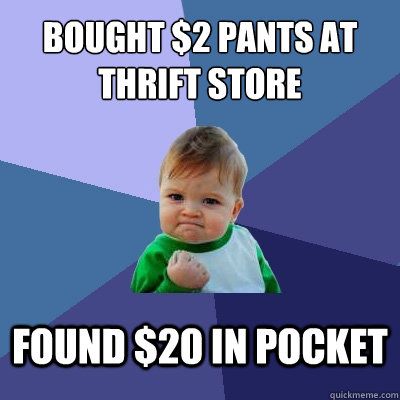 BOUGHT $2 PANTS AT
THRIFT STORE
FOUND $20 IN POCKET
quickmeme.com